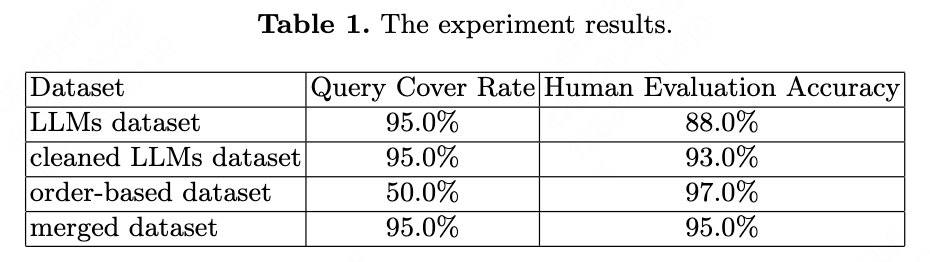 Table 1. The experiment results.
Dataset Query Cover Rate Human Evaluation Accuracy
LLMs dataset 95.0% 88.0%
cleaned LLMs dataset 95.0% 93.0%
order-based dataset 50.0% 97.0%
merged dataset 95.0% 95.0%